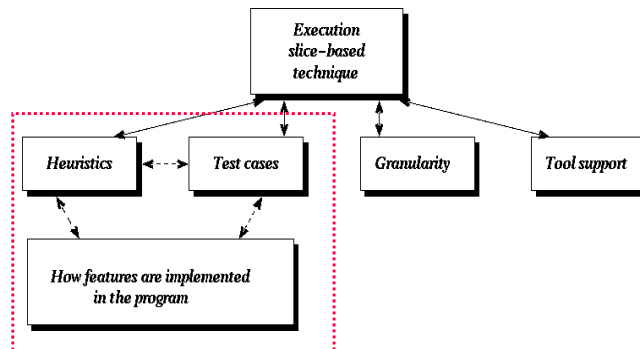 Execution
slice-based
technique
Heuristics
Test cases
Granularity
Tool support
How features are implemented
in the program